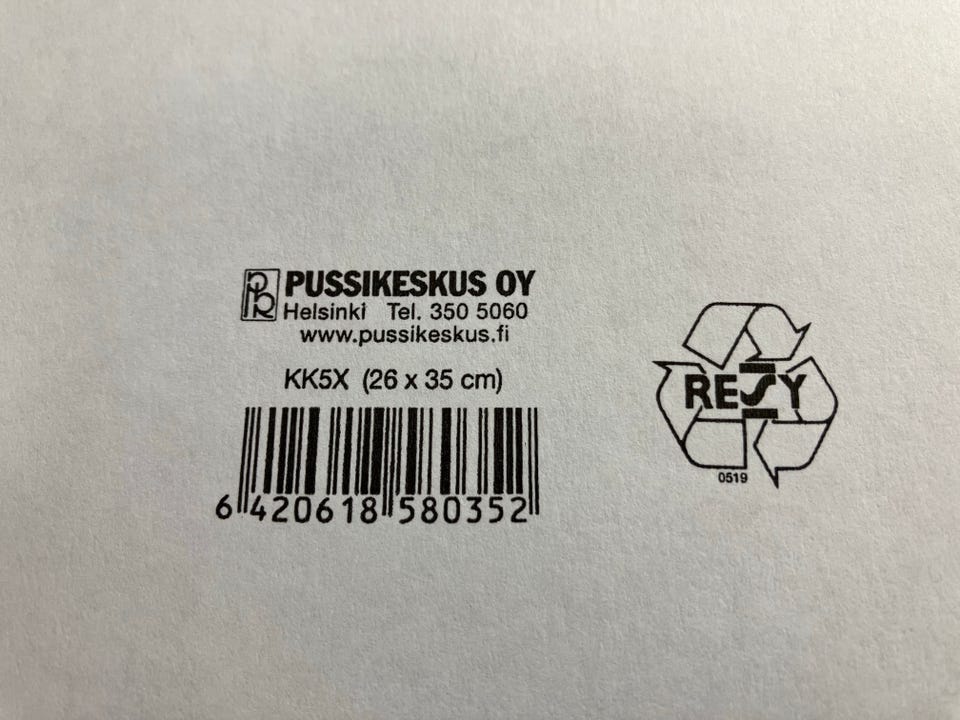 PUSSIKESKUS OY
Helsinki Tel. 350 5060
www.pussikeskus.fi
KK5X (26 x 35 cm)
6 420618 580352
RESY
0519